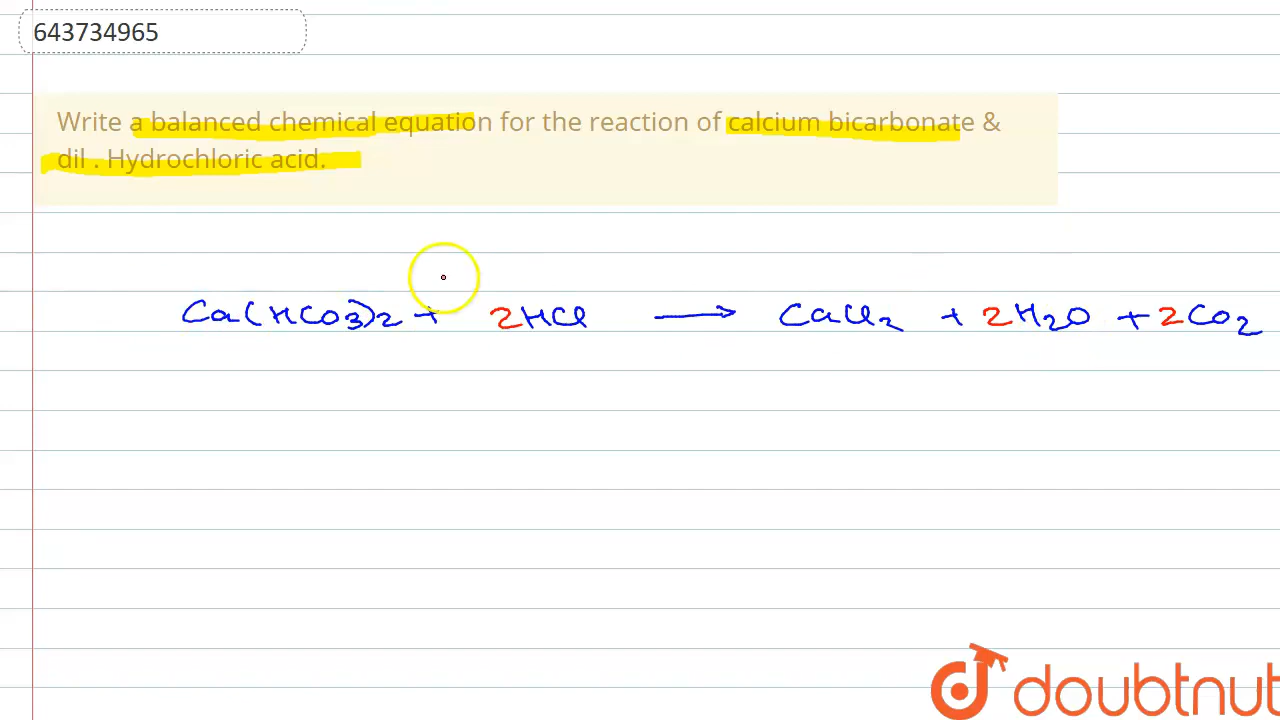 643734965
Write a balanced chemical equation for the reaction of calcium bicarbonate &
dil . Hydrochloric acid.
Ca(HCO3)2 + 2HCl → CaCl2 + 2H2O + 2CO2
doubtnut